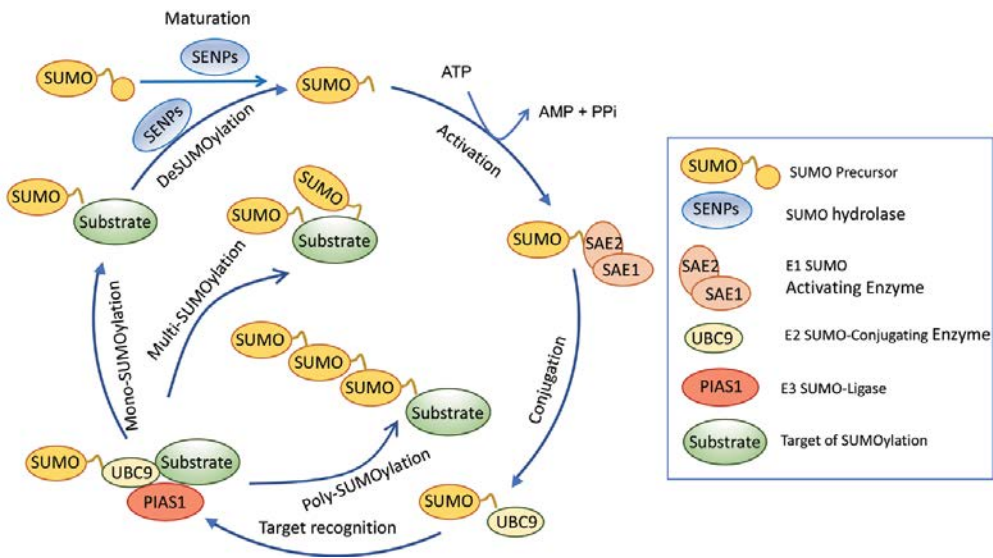 Maturation
SENPs
SUMO
SUMO
ATP
AMP + PPi
SENPs
DeSUMOylation
Activation
SUMO
Substrate
SUMO
SUMO
Substrate
SUMO
SAE2
SAE1
Mono-SUMOylation
Multi-SUMOylation
Conjugation
SUMO
SUMO
SUMO
Substrate
SUMO
UBC9
Substrate
PIAS1
Poly-SUMOylation
Target recognition
SUMO
UBC9
SUMO
SUMO Precursor
SENPs
SUMO hydrolase
SAE2
SAE1
E1 SUMO
Activating Enzyme
UBC9
E2 SUMO-Conjugating Enzyme
PIAS1
E3 SUMO-Ligase
Substrate
Target of SUMOylation